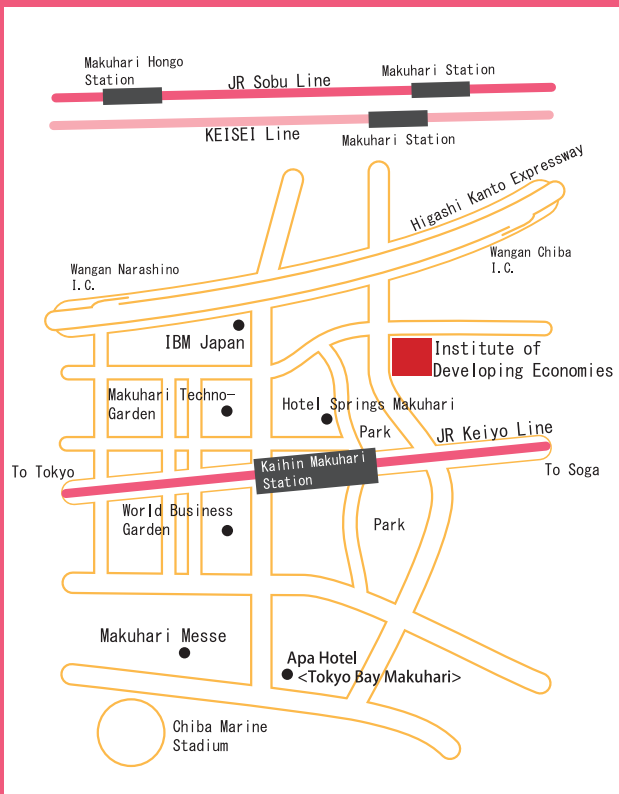 Makuhari Hongo
Station
JR Sobu Line
Makuhari Station
KEISEI Line
Makuhari Station
Higashi Kanto Expressway
Wangan Narashino
I.C.
Wangan Chiba
I.C.
IBM Japan
Institute of
Developing Economies
Makuhari Techno-
Garden
Hotel Springs Makuhari
Park
JR Keiyo Line
To Tokyo
Kaihin Makuhari
Station
To Soga
World Business
Garden
Park
Makuhari Messe
Apa Hotel
<Tokyo Bay Makuhari>
Chiba Marine
Stadium